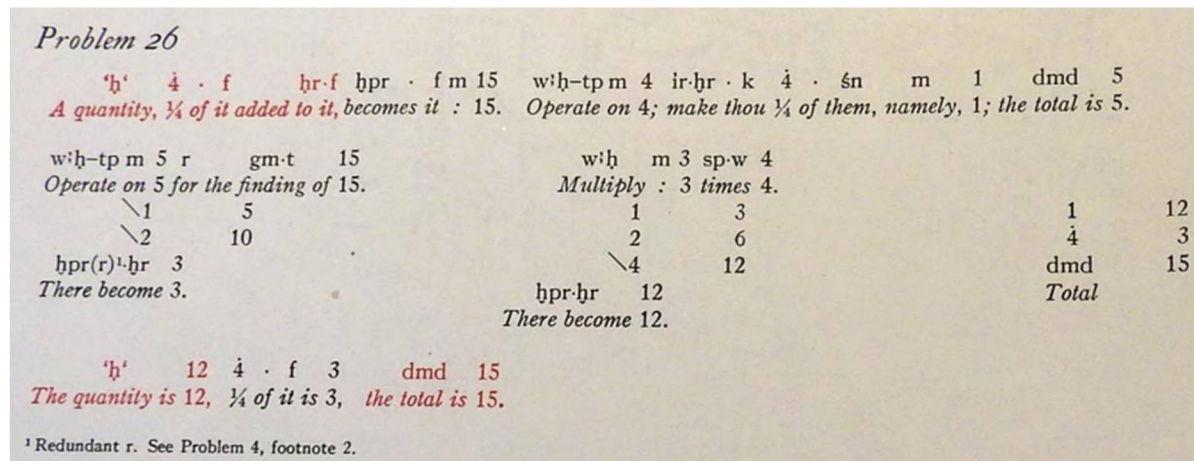 Problem 26
ꜥḥꜥ 4̇ · f ḥr·f ḫpr · f m 15 wꜣḥ–tp m 4 ir·ḫr · k 4̇ · śn m 1 dmd 5
A quantity, ¼ of it added to it, becomes it : 15. Operate on 4; make thou ¼ of them, namely, 1; the total is 5.
wꜣḥ–tp m 5 r gm·t 15
Operate on 5 for the finding of 15.
\1 5
\2 10
ḫpr(r)¹·ḫr 3
There become 3.
wꜣḥ m 3 sp·w 4
Multiply : 3 times 4.
1 3
2 6
\4 12
ḫpr·ḫr 12
There become 12.
1 12
4̇ 3
dmd 15
Total
ꜥḥꜥ 12 4̇ · f 3 dmd 15
The quantity is 12, ¼ of it is 3, the total is 15.
¹ Redundant r. See Problem 4, footnote 2.